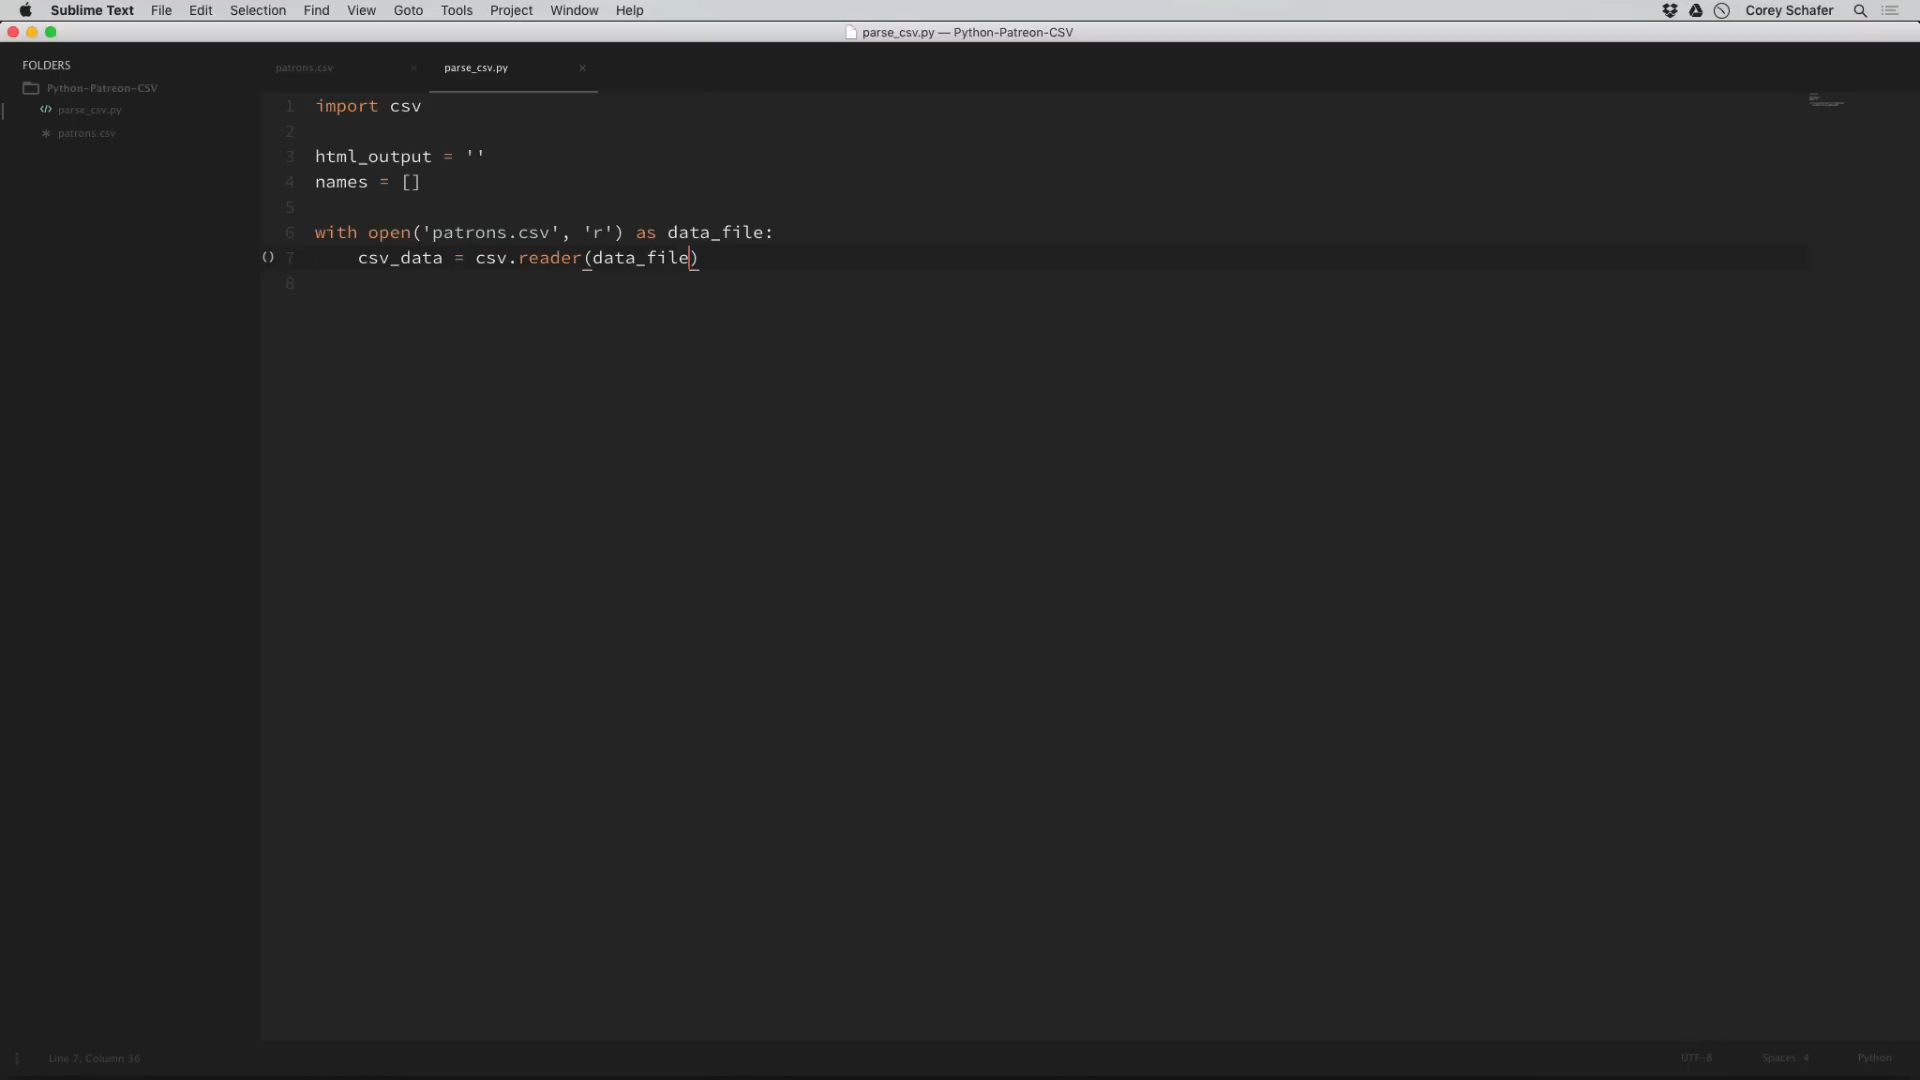 Sublime Text File Edit Selection Find View Goto Tools Project Window Help Corey Schafer
parse_csv.py — Python-Patreon-CSV
FOLDERS
Python-Patreon-CSV
parse_csv.py
patrons.csv
patrons.csv × parse_csv.py ×
1 import csv
2
3 html_output = ''
4 names = []
5
6 with open('patrons.csv', 'r') as data_file:
() 7 csv_data = csv.reader(data_file)
8
Line 7, Column 36 UTF-8 Spaces: 4 Python